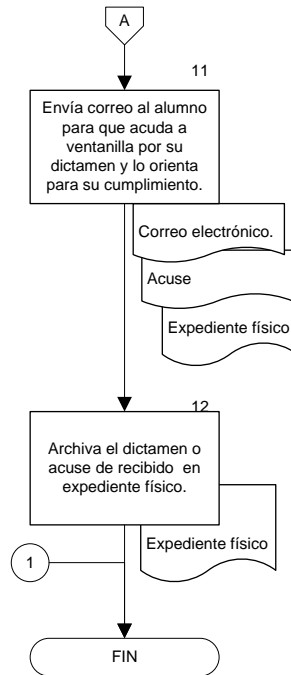 A
11
Envía correo al alumno
para que acuda a
ventanilla por su
dictamen y lo orienta
para su cumplimiento.
Correo electrónico.
Acuse
Expediente físico
12
Archiva el dictamen o
acuse de recibido en
expediente físico.
Expediente físico
1
FIN